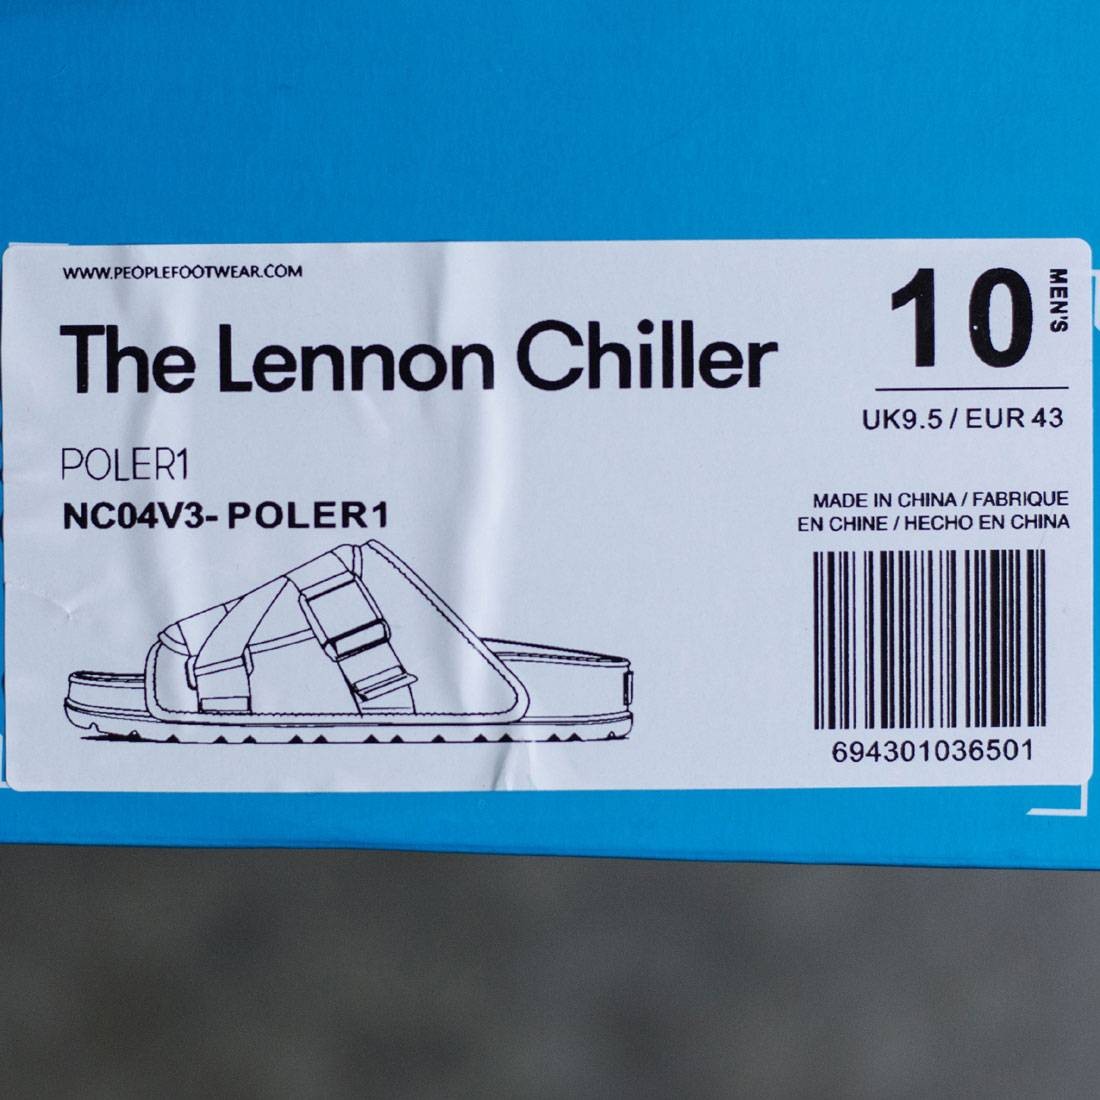 WWW.PEOPLEFOOTWEAR.COM
The Lennon Chiller
10
MEN'S
UK9.5 / EUR 43
POLER1
NC04V3- POLER1
MADE IN CHINA / FABRIQUE
EN CHINE / HECHO EN CHINA
694301036501